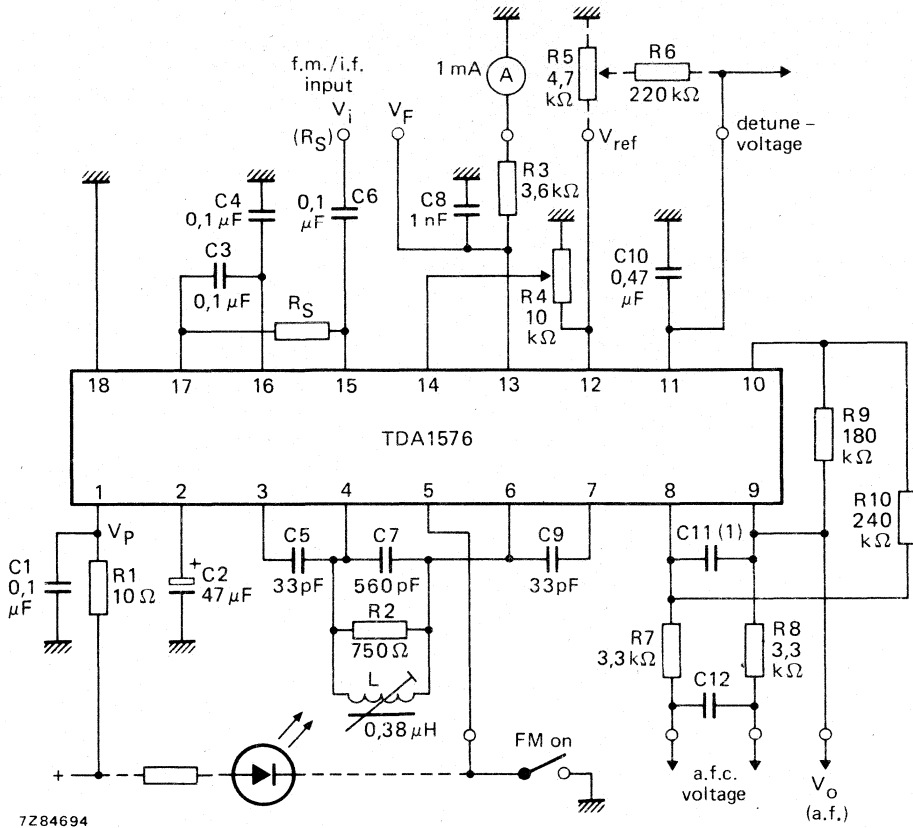 f.m./i.f.
input
Vi
(RS)
VF
1 mA
A
R5
4,7
kΩ
R6
220 kΩ
detune –
voltage
Vref
R3
3,6 kΩ
C4
0,1 μF
0,1
μF
C6
C8
1 nF
C3
0,1 μF
RS
R4
10
kΩ
C10
0,47
μF
18
17
16
15
14
13
12
11
10
TDA1576
R9
180
kΩ
R10
240
kΩ
1
2
3
4
5
6
7
8
9
VP
C1
0,1
μF
R1
10 Ω
+
C2
47 μF
C5
33 pF
C7
560 pF
C9
33 pF
C11 (1)
R2
750 Ω
L
0,38 μH
R7
3,3 kΩ
R8
3,3
kΩ
C12
FM on
+
a.f.c.
voltage
VO
(a.f.)
7Z84694